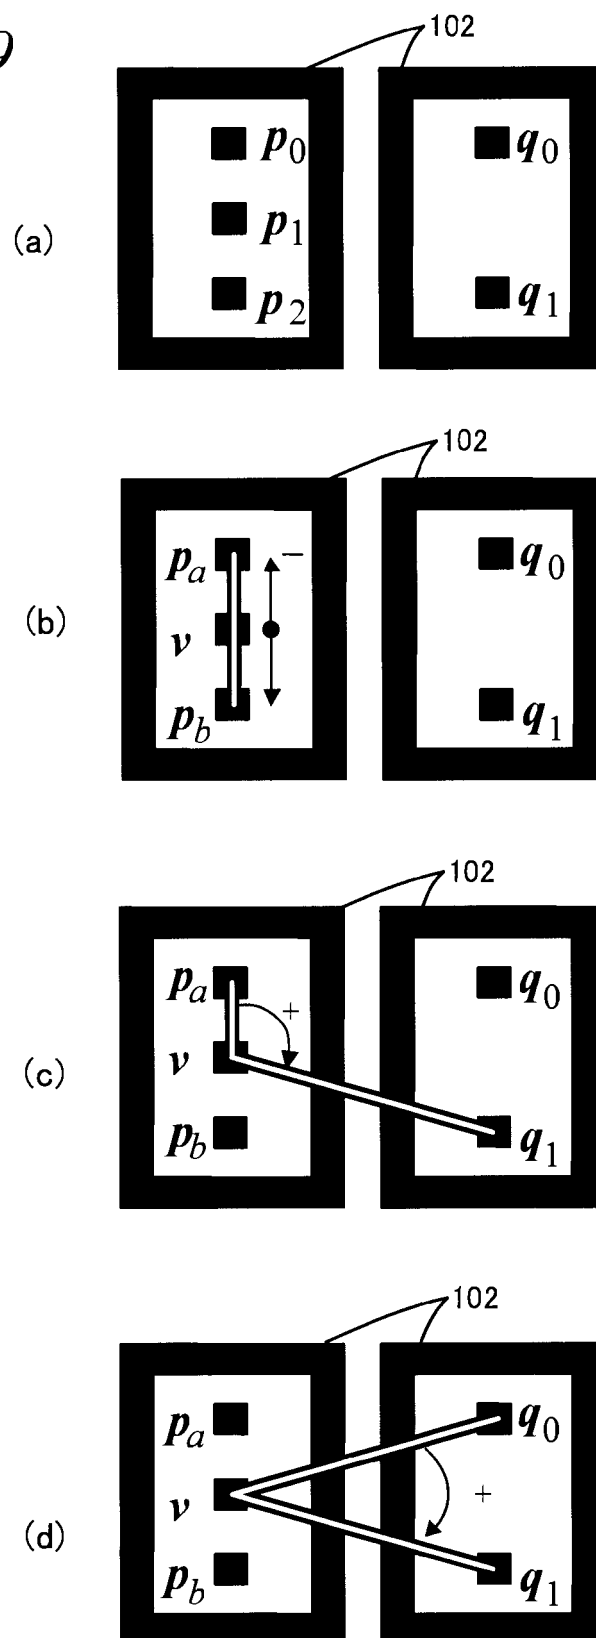 102
p0 q0
(a) p1
p2 q1
102
pa − q0
(b) v
pb q1
102
pa + q0
(c) v
pb q1
102
pa q0
v +
(d) pb q1